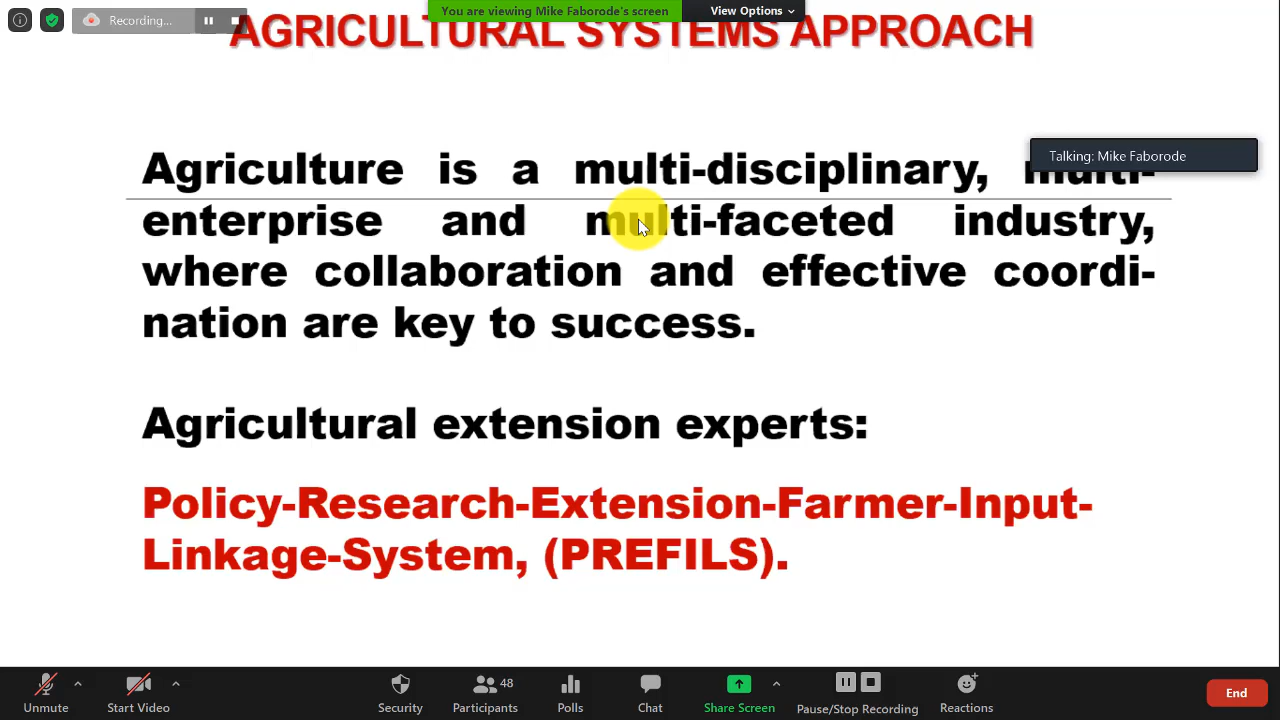 Recording...
You are viewing Mike Faborode's screen
View Options
AGRICULTURAL SYSTEMS APPROACH
Talking: Mike Faborode
Agriculture is a multi-disciplinary, multi-
enterprise and multi-faceted industry,
where collaboration and effective coordi-
nation are key to success.
Agricultural extension experts:
Policy-Research-Extension-Farmer-Input-
Linkage-System, (PREFILS).
Unmute
Start Video
Security
Participants 48
Polls
Chat
Share Screen
Pause/Stop Recording
Reactions
End